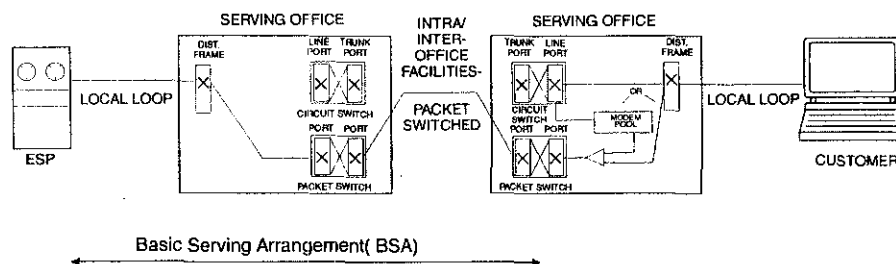 SERVING OFFICE
INTRA/
INTER-
OFFICE
FACILITIES-
PACKET
SWITCHED
SERVING OFFICE
DIST.
FRAME
LINE
PORT
TRUNK
PORT
CIRCUIT SWITCH
PORT PORT
PACKET SWITCH
TRUNK
PORT
LINE
PORT
DIST.
FRAME
OR
CIRCUIT
SWITCH
MODEM
POOL
PORT PORT
PACKET SWITCH
LOCAL LOOP
LOCAL LOOP
ESP
CUSTOMER
Basic Serving Arrangement( BSA)